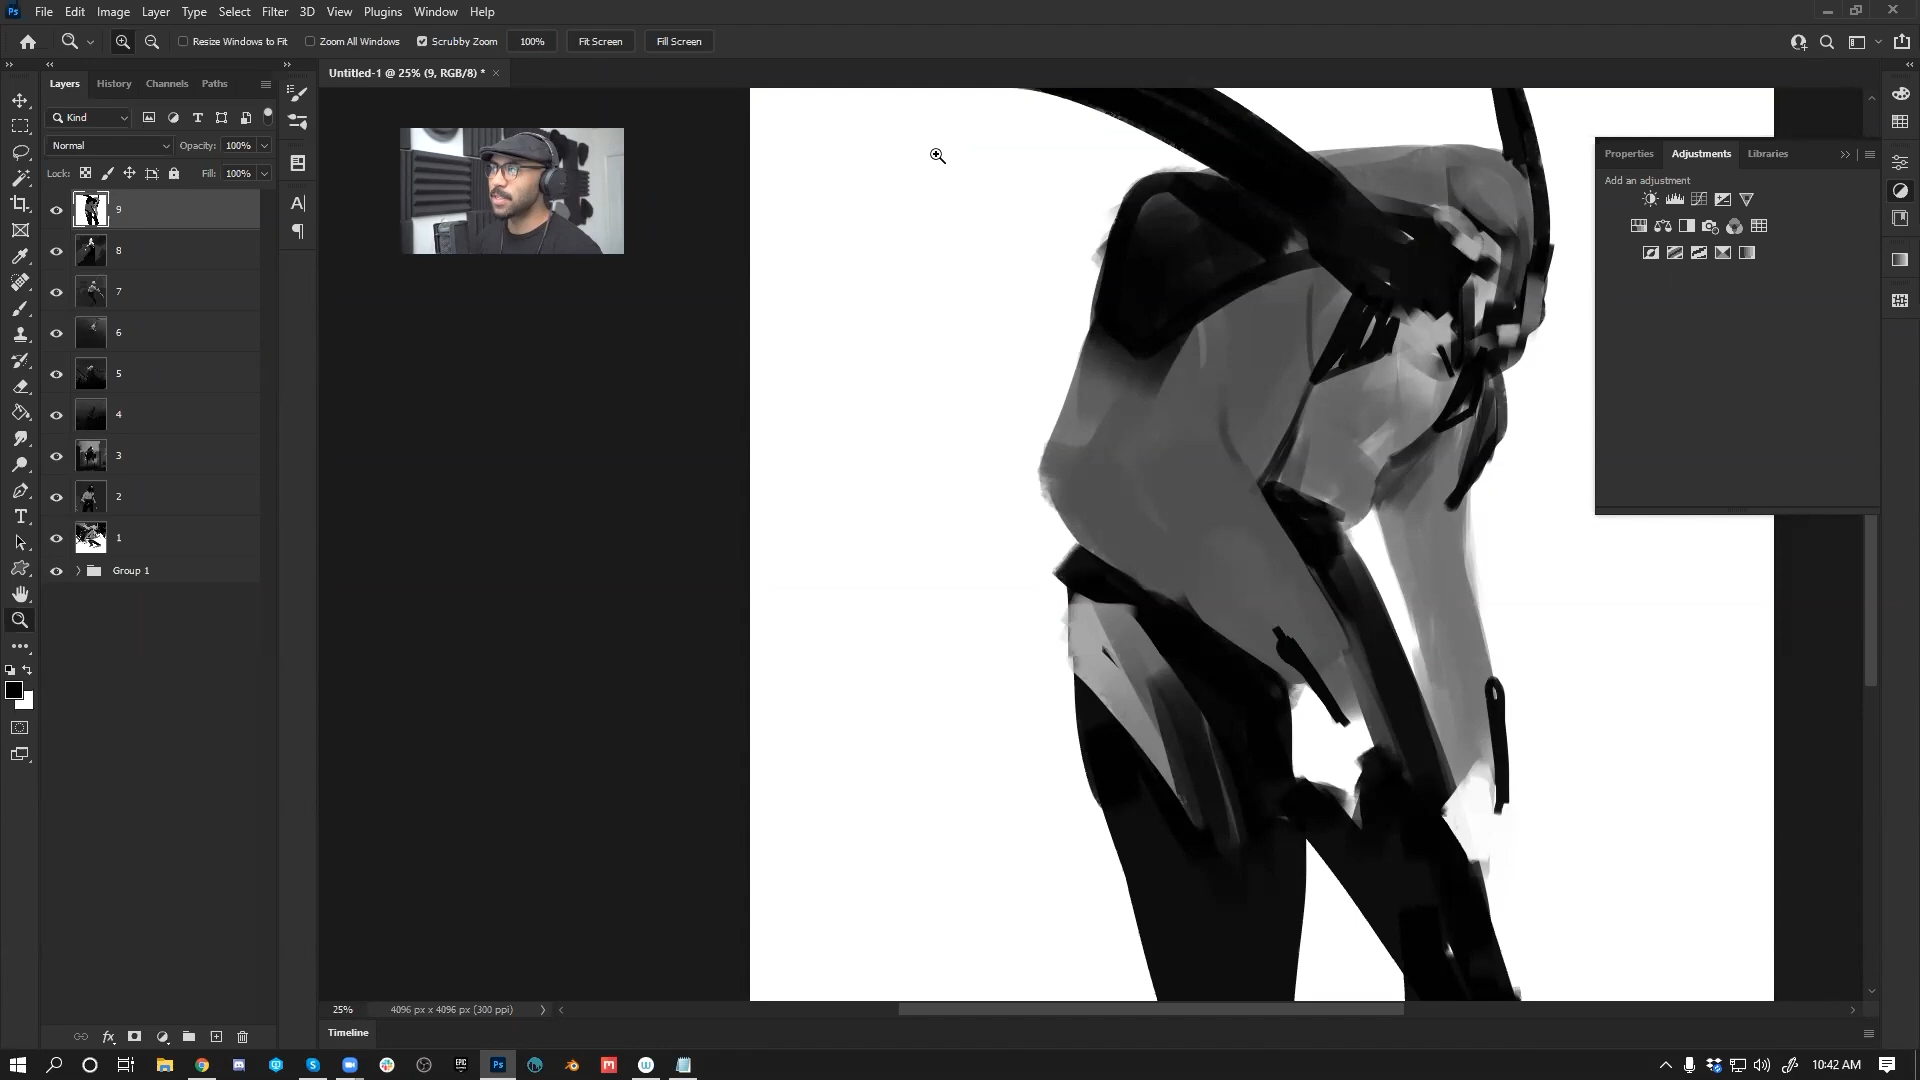 Ps File Edit Image Layer Type Select Filter 3D View Plugins Window Help
Resize Windows to Fit Zoom All Windows Scrubby Zoom 100% Fit Screen Fill Screen
Layers History Channels Paths
Untitled-1 @ 25% (9, RGB/8) * ×
Kind
Normal Opacity: 100%
Lock: Fill: 100%
9
8
7
6
5
4
3
2
1
Group 1
Properties Adjustments Libraries
Add an adjustment
25% 4096 px x 4096 px (300 ppi)
Timeline
10:42 AM